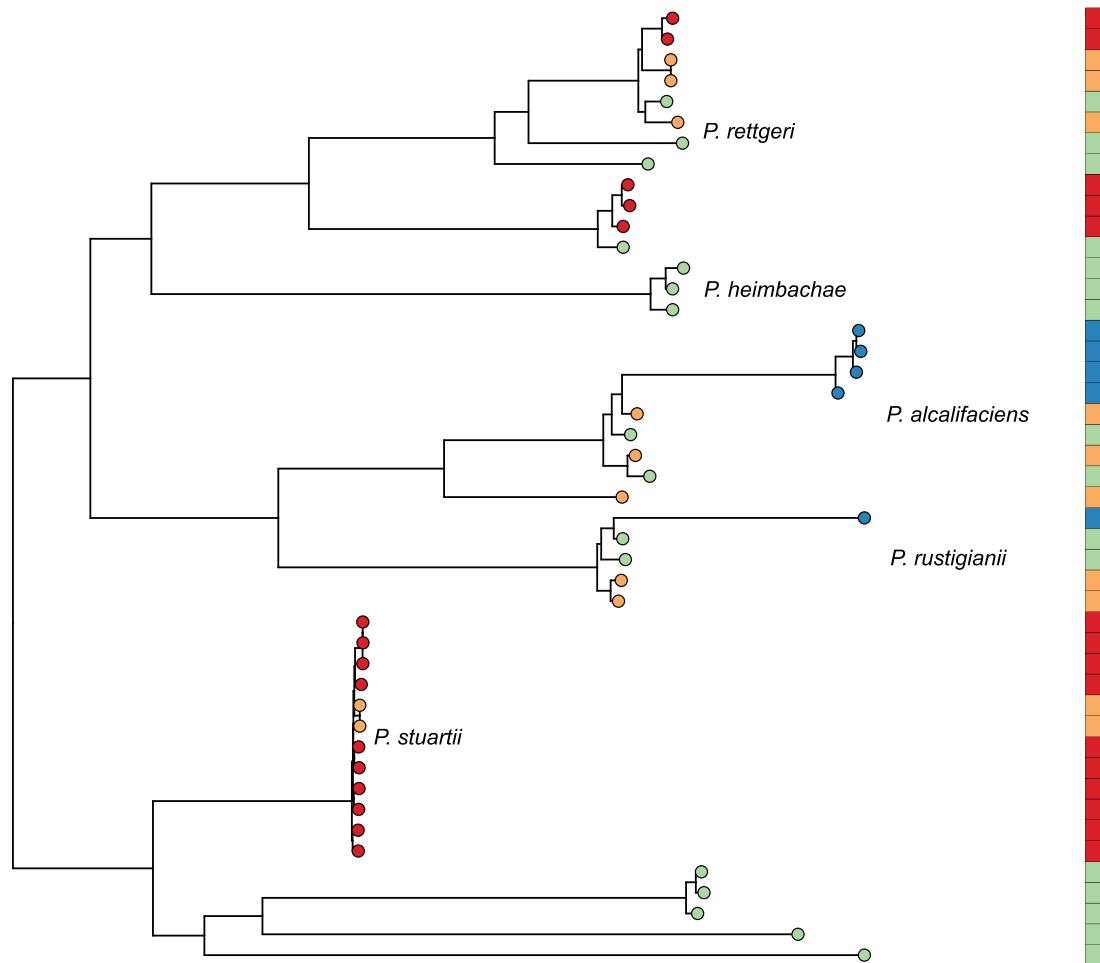 P. rettgeri
P. heimbachae
P. alcalifaciens
P. rustigianii
P. stuartii